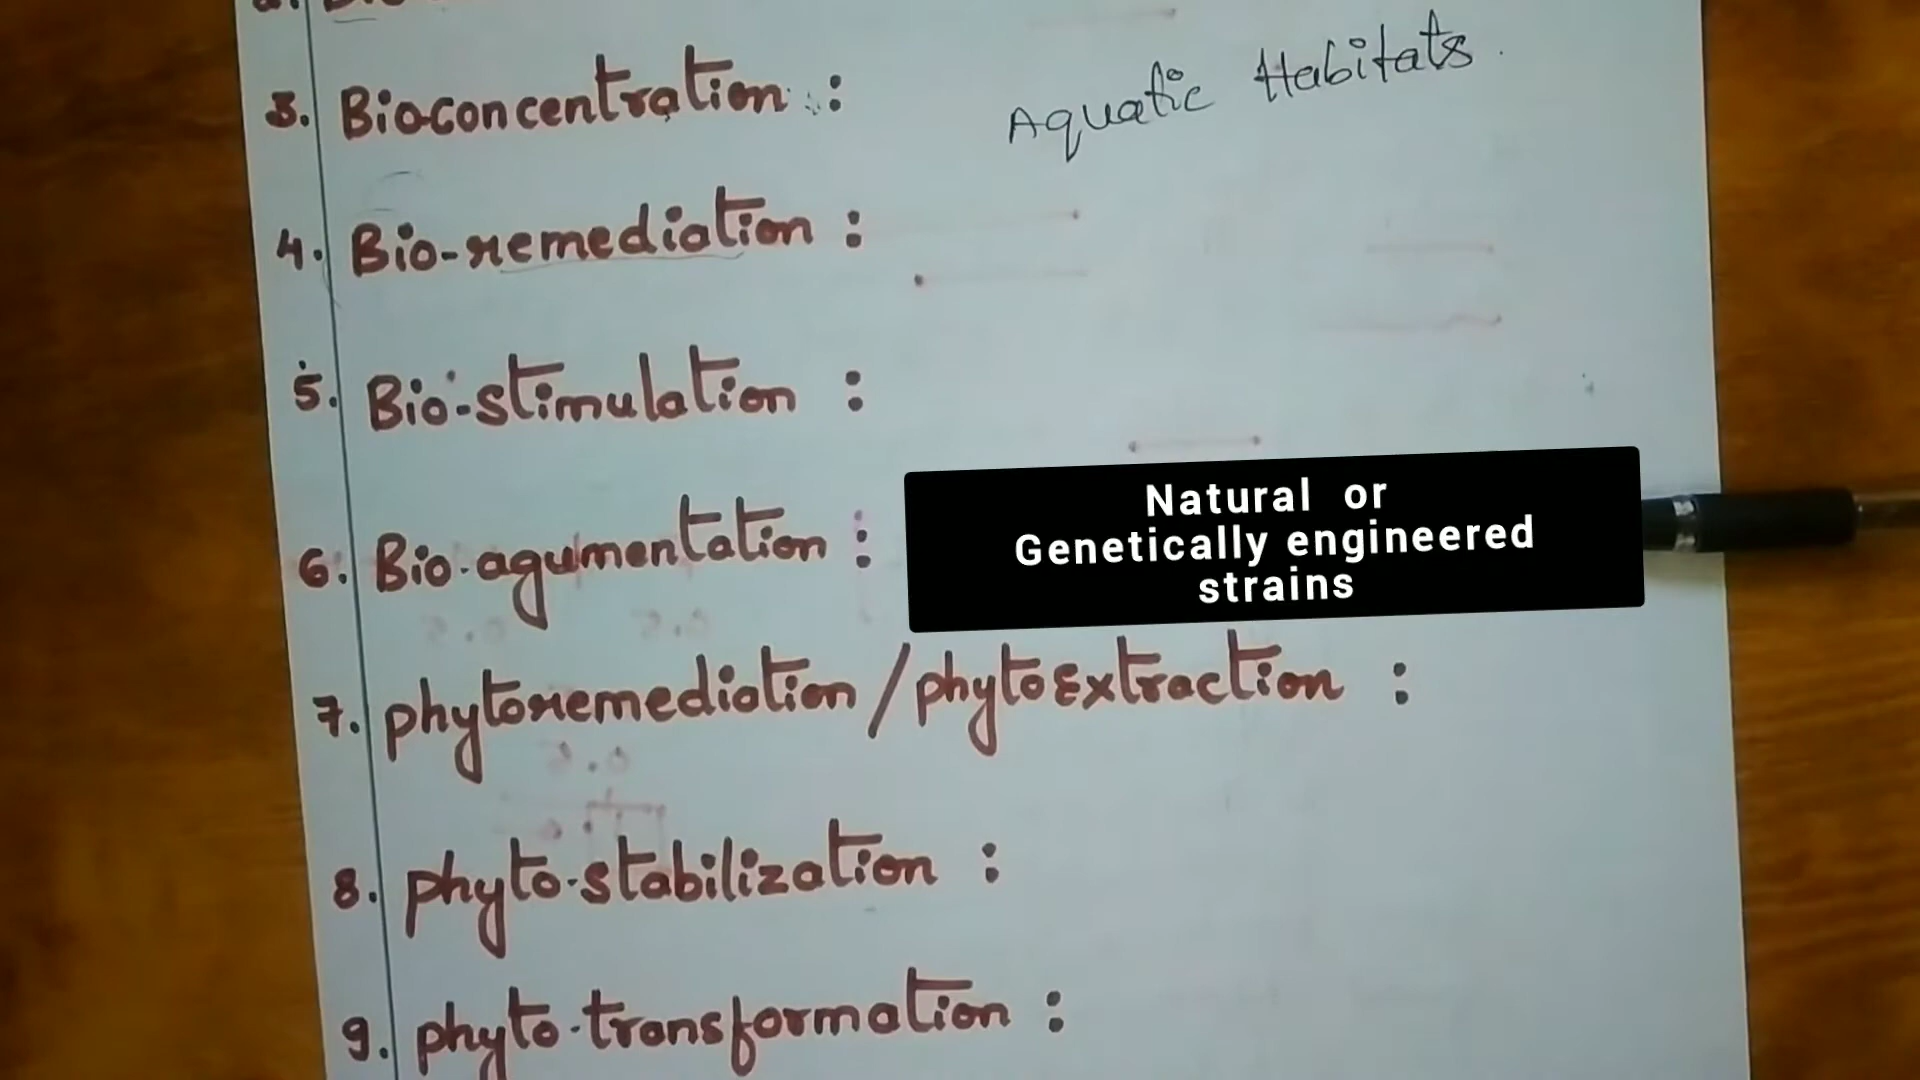 3. Bioconcentration :
Aquatic Habitats.
4. Bio-remediation :
5. Bio-stimulation :
6. Bio-agumentation :
Natural or
Genetically engineered
strains
7. phytoremediation / phytoExtraction :
8. phyto-stabilization :
9. phyto-transformation :